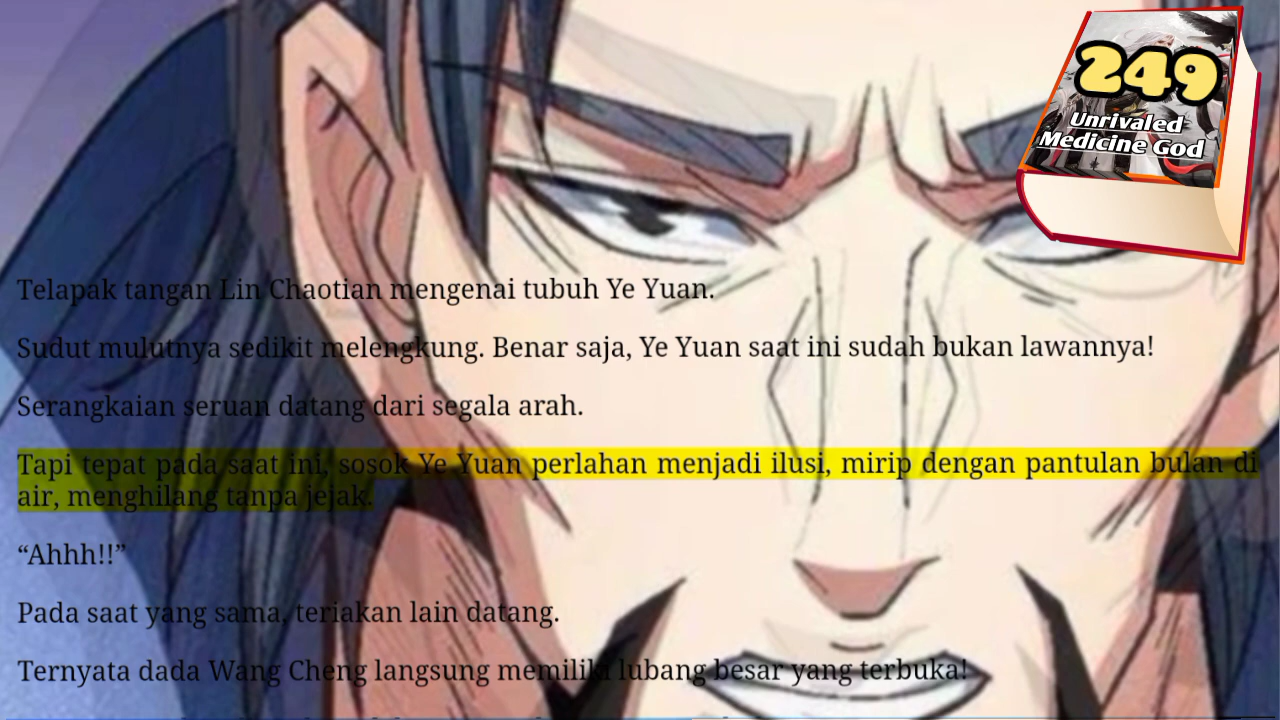 249
Unrivaled
Medicine God
Telapak tangan Lin Chaotian mengenai tubuh Ye Yuan.
Sudut mulutnya sedikit melengkung. Benar saja, Ye Yuan saat ini sudah bukan lawannya!
Serangkaian seruan datang dari segala arah.
Tapi tepat pada saat ini, sosok Ye Yuan perlahan menjadi ilusi, mirip dengan pantulan bulan di
air, menghilang tanpa jejak.
“Ahhh!!”
Pada saat yang sama, teriakan lain datang.
Ternyata dada Wang Cheng langsung memiliki lubang besar yang terbuka!